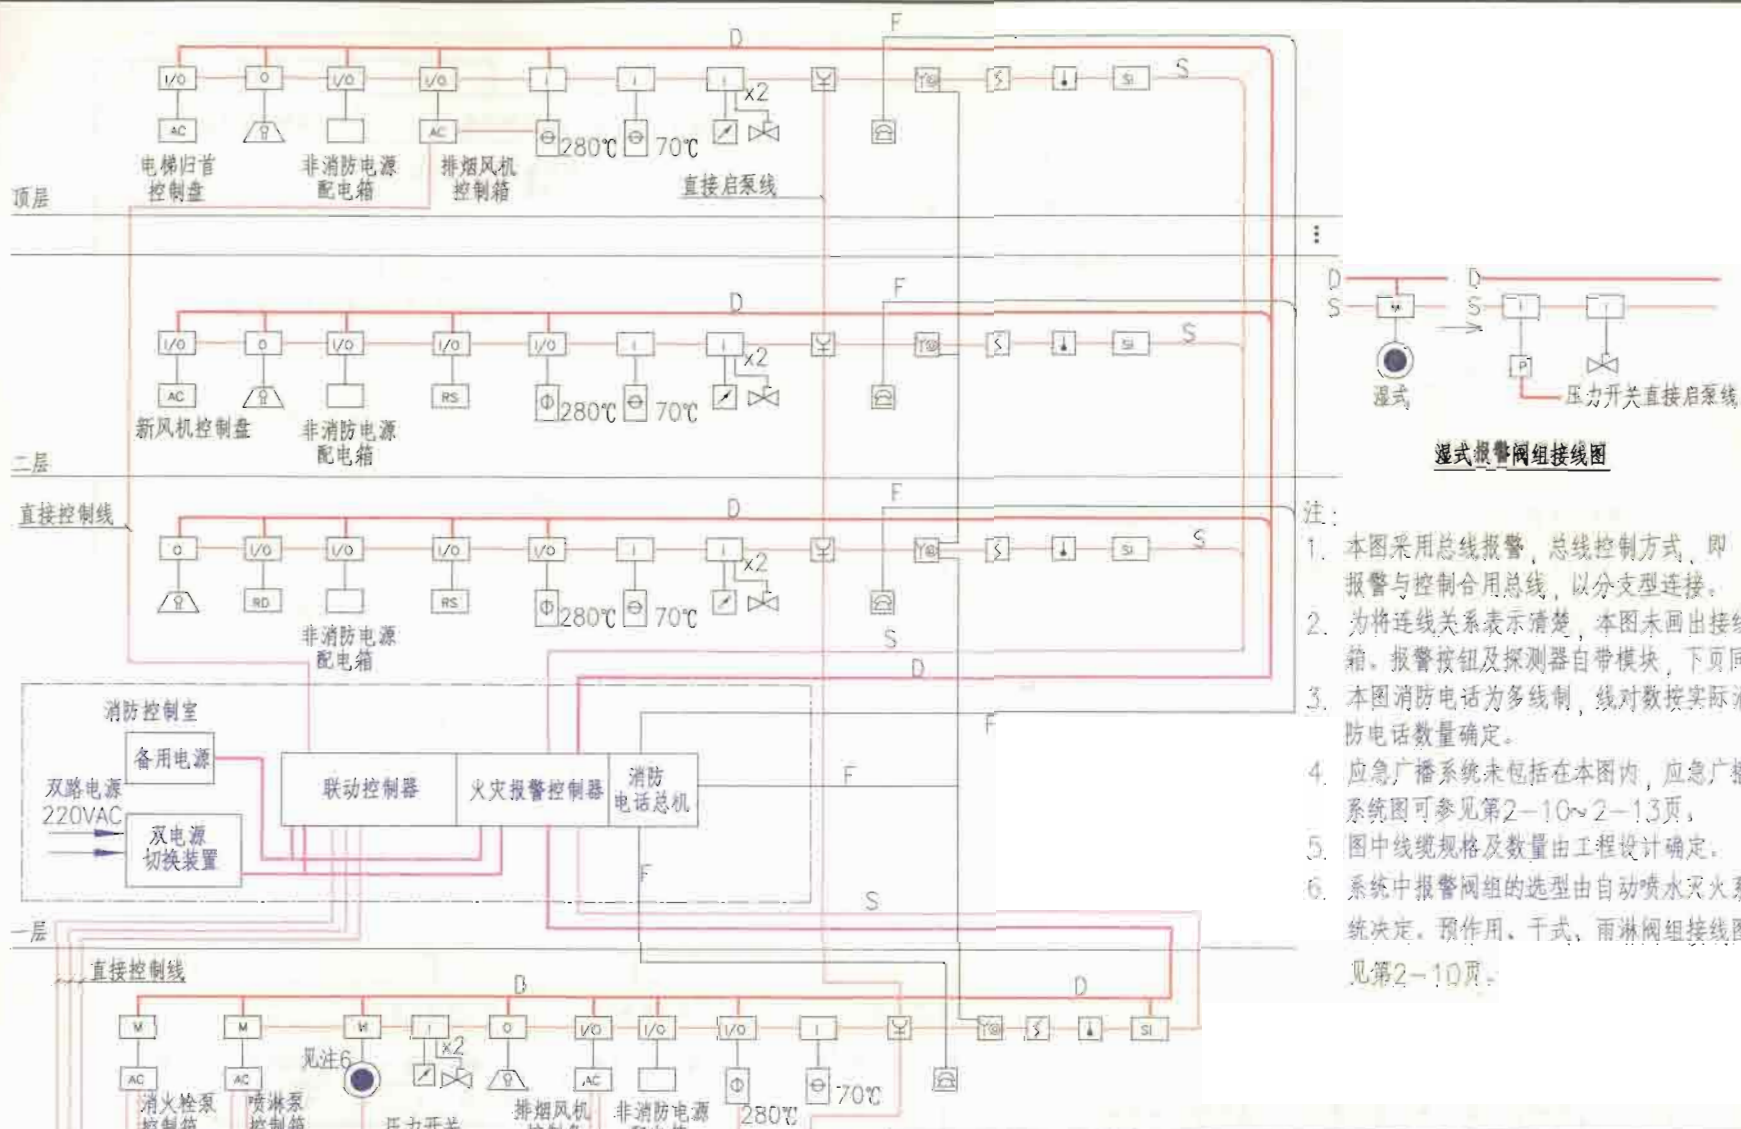 D F
I/O O I/O I/O I I I x2 SI S
AC AC 280℃ 70℃
电梯归首 控制盘
非消防电源 配电箱
排烟风机 控制箱
直接启泵线
顶层
D F
I/O O I/O I/O I/O I I x2 SI S
AC RS 280℃ 70℃
新风机控制盘
非消防电源 配电箱
二层
直接控制线
D F
O I/O I/O I/O I/O I I x2 SI S
RD RS 280℃ 70℃
非消防电源 配电箱
S
D
F
消防控制室
备用电源
双路电源
220VAC
双电源
切换装置
联动控制器
火灾报警控制器
消防
电话总机
F
F
S
一层
直接控制线
D D
M M M I O I/O I/O I/O I SI
x2
见注6
AC AC AC 280℃ 70℃
消火栓泵
控制箱
喷淋泵
控制箱
压力开关
排烟风机
非消防电源
D D
S M S I I
P
湿式
压力开关直接启泵线
湿式报警阀组接线图
注:
1. 本图采用总线报警，总线控制方式，即
报警与控制合用总线，以分支型连接。
2. 为将连线关系表示清楚，本图未画出接线
箱。报警按钮及探测器自带模块，下页同
3. 本图消防电话为多线制，线对数按实际消
防电话数量确定。
4. 应急广播系统未包括在本图内，应急广播
系统图可参见第2-10~2-13页。
5. 图中线缆规格及数量由工程设计确定。
6. 系统中报警阀组的选型由自动喷水灭火系
统决定。预作用、干式、雨淋阀组接线图
见第2-10页。